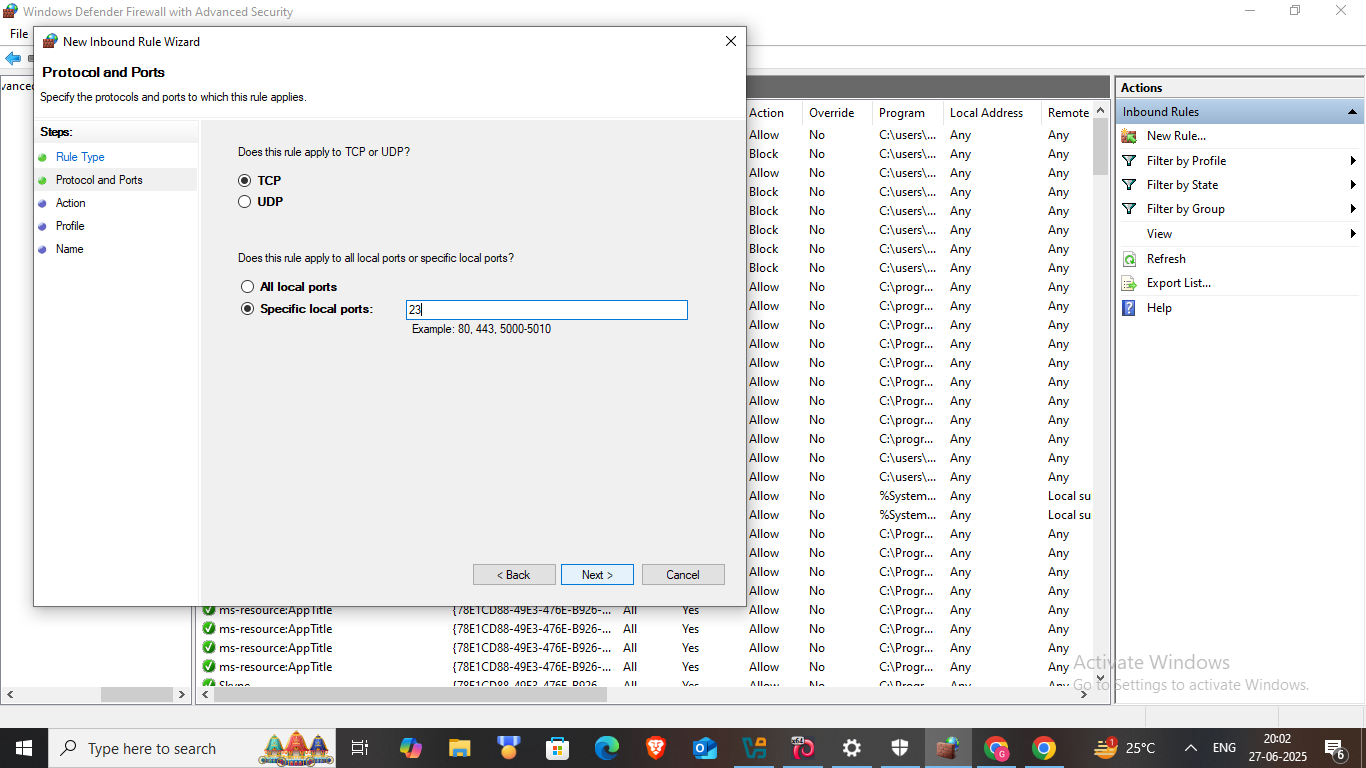 Windows Defender Firewall with Advanced Security
File
New Inbound Rule Wizard
Protocol and Ports
Specify the protocols and ports to which this rule applies.
Steps:
Rule Type
Protocol and Ports
Action
Profile
Name
Does this rule apply to TCP or UDP?
TCP
UDP
Does this rule apply to all local ports or specific local ports?
All local ports
Specific local ports: 23
Example: 80, 443, 5000-5010
< Back Next > Cancel
Action Override Program Local Address Remote
Allow No C:\users\... Any Any
Block No C:\users\... Any Any
Allow No C:\users\... Any Any
Block No C:\users\... Any Any
Block No C:\users\... Any Any
Block No C:\users\... Any Any
Block No C:\users\... Any Any
Block No C:\users\... Any Any
Allow No C:\progr... Any Any
Allow No C:\progr... Any Any
Allow No C:\progr... Any Any
Allow No C:\Progr... Any Any
Allow No C:\Progr... Any Any
Allow No C:\Progr... Any Any
Allow No C:\Progr... Any Any
Allow No C:\progr... Any Any
Allow No C:\progr... Any Any
Allow No C:\users\... Any Any
Allow No C:\users\... Any Any
Allow No %System... Any Local su
Allow No %System... Any Local su
Allow No C:\Progr... Any Any
Allow No C:\Progr... Any Any
Allow No C:\Progr... Any Any
Allow No C:\Progr... Any Any
ms-resource:AppTitle {78E1CD88-49E3-476E-B926-... All Yes Allow No C:\Progr... Any Any
ms-resource:AppTitle {78E1CD88-49E3-476E-B926-... All Yes Allow No C:\Progr... Any Any
ms-resource:AppTitle {78E1CD88-49E3-476E-B926-... All Yes Allow No C:\Progr... Any Any
ms-resource:AppTitle {78E1CD88-49E3-476E-B926-... All Yes Allow No C:\Progr... Any Any
Skype {78E1CD88-49E3-476E-B926-... All Yes Allow No C:\Progr... Any Any
Actions
Inbound Rules
New Rule...
Filter by Profile
Filter by State
Filter by Group
View
Refresh
Export List...
Help
Activate Windows
Go to Settings to activate Windows.
Type here to search
25°C
ENG
20:02
27-06-2025
6